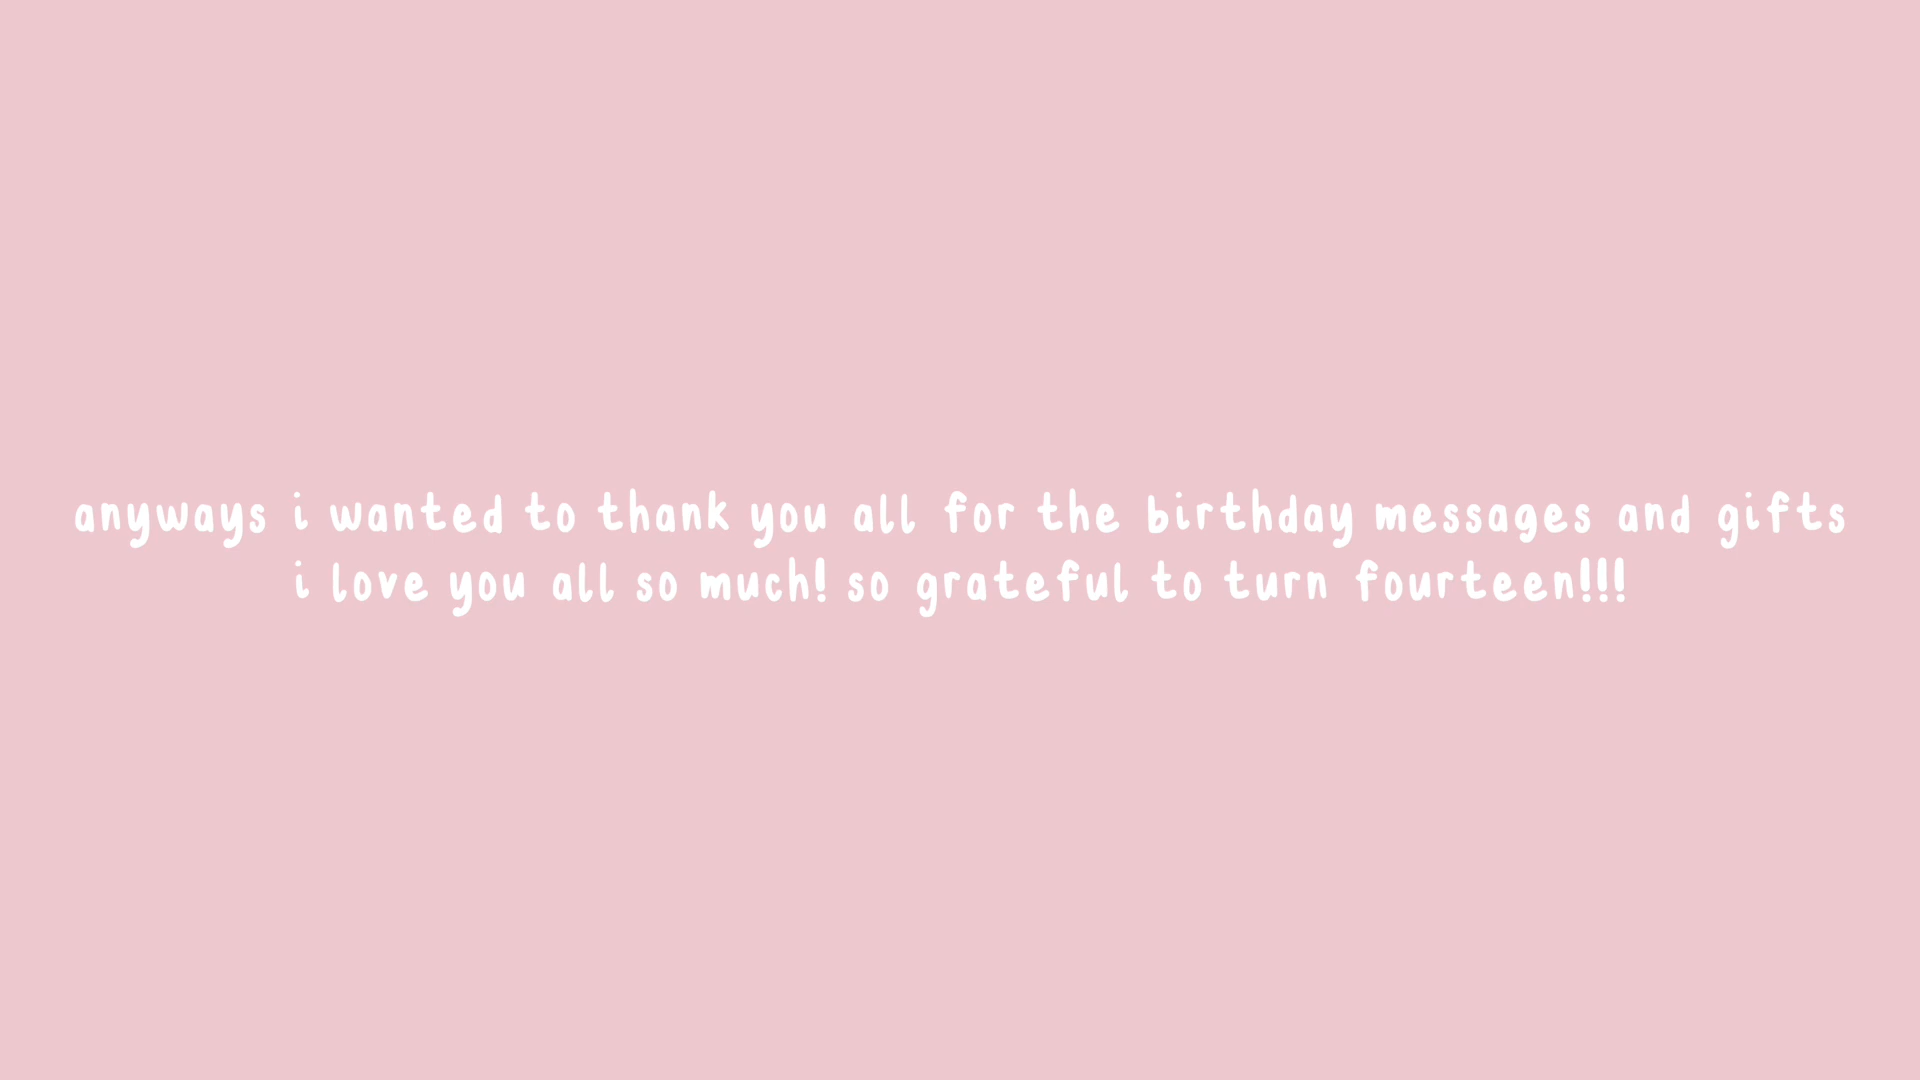 anyways i wanted to thank you all for the birthday messages and gifts
i love you all so much! so grateful to turn fourteen!!!